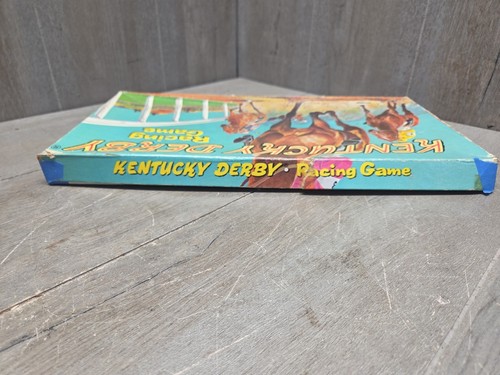 KENTUCKY DERBY
Racing Game
KENTUCKY DERBY · Racing Game